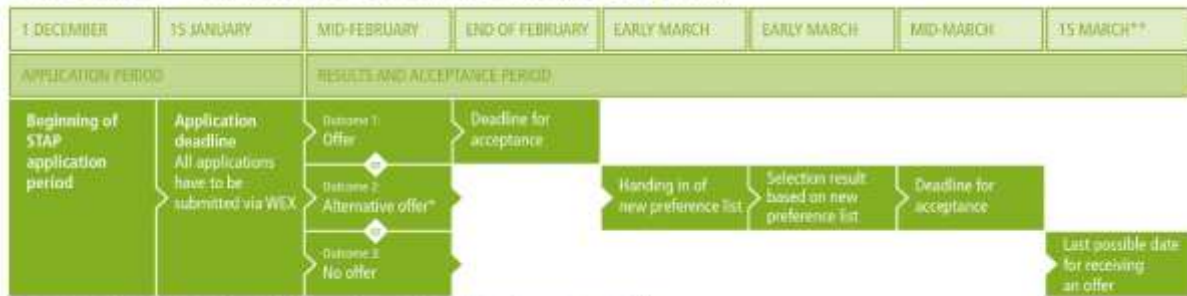 1 DECEMBER
15 JANUARY
MID-FEBRUARY
END OF FEBRUARY
EARLY MARCH
EARLY MARCH
MID-MARCH
15 MARCH**
APPLICATION PERIOD
RESULTS AND ACCEPTANCE PERIOD
Beginning of
STAP
application
period
Application
deadline
All applications
have to be
submitted via WEX
Outcome 1:
Offer
or
Outcome 2:
Alternative offer*
or
Outcome 3:
No offer
Deadline for
acceptance
Handing in of
new preference list
Selection result
based on new
preference list
Deadline for
acceptance
Last possible date
for receiving
an offer